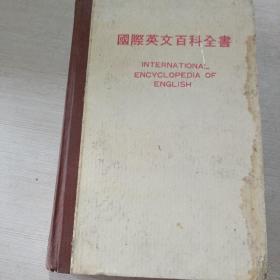 國際英文百科全書
INTERNATIONAL
ENCYCLOPEDIA OF
ENGLISH